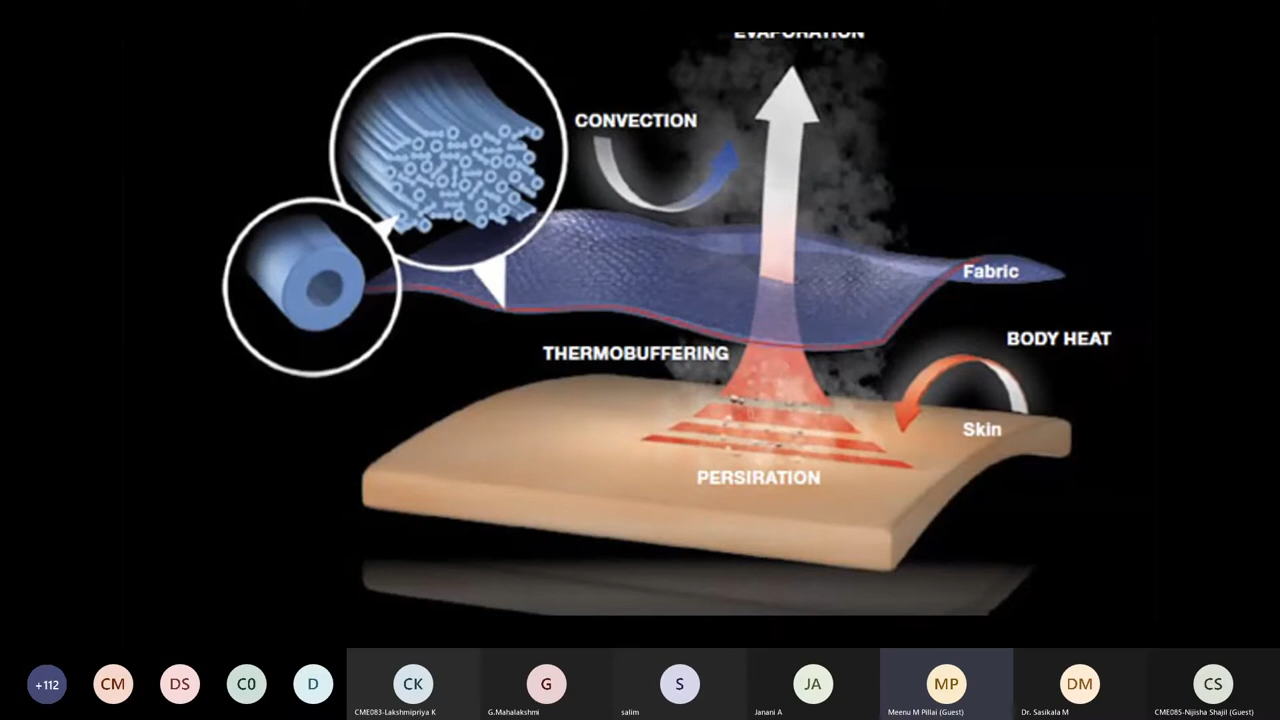 EVAPORATION
CONVECTION
Fabric
BODY HEAT
THERMOBUFFERING
Skin
PERSIRATION
+112
CM
DS
C0
D
CK
G
S
JA
MP
DM
CS
CME083-Lakshmipriya K
G.Mahalakshmi
salim
Janani A
Meenu M Pillai (Guest)
Dr. Sasikala M
CME085-Nijisha Shajil (Guest)